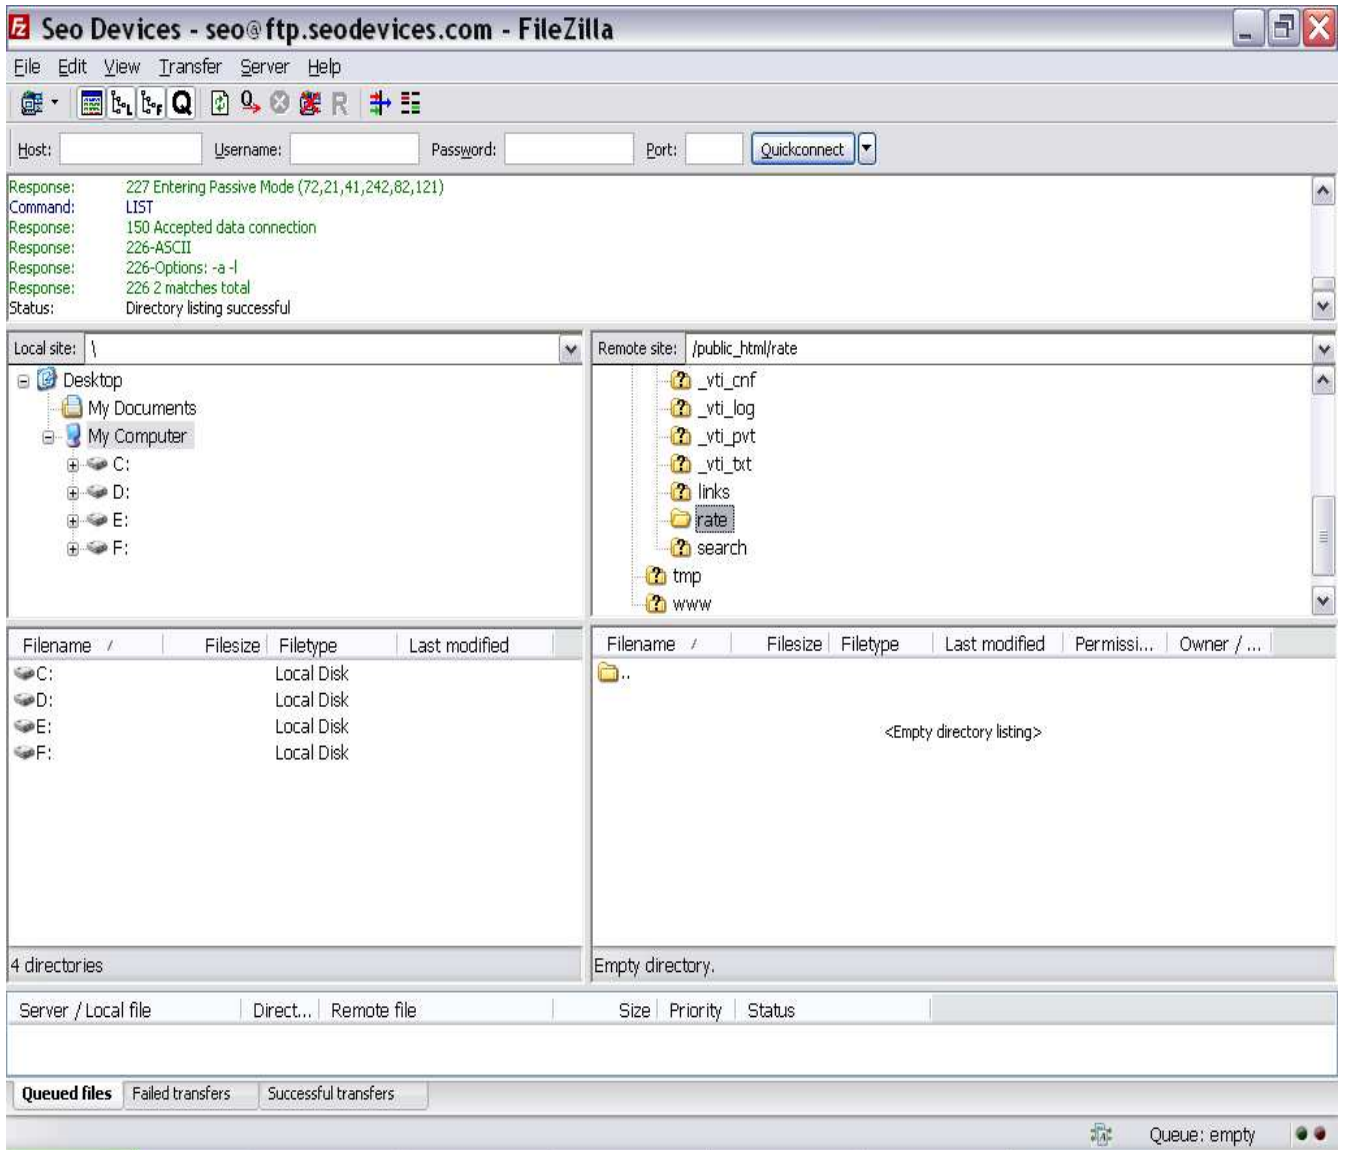 Seo Devices - seo@ftp.seodevices.com - FileZilla
File Edit View Transfer Server Help
Host: Username: Password: Port: Quickconnect
Response: 227 Entering Passive Mode (72,21,41,242,82,121)
Command: LIST
Response: 150 Accepted data connection
Response: 226-ASCII
Response: 226-Options: -a -l
Response: 226 2 matches total
Status: Directory listing successful
Local site: \
Desktop
My Documents
My Computer
C:
D:
E:
F:
Remote site: /public_html/rate
_vti_cnf
_vti_log
_vti_pvt
_vti_txt
links
rate
search
tmp
www
Filename / Filesize Filetype Last modified
C: Local Disk
D: Local Disk
E: Local Disk
F: Local Disk
4 directories
Filename / Filesize Filetype Last modified Permissi... Owner / ...
..
<Empty directory listing>
Empty directory.
Server / Local file Direct... Remote file Size Priority Status
Queued files Failed transfers Successful transfers
Queue: empty